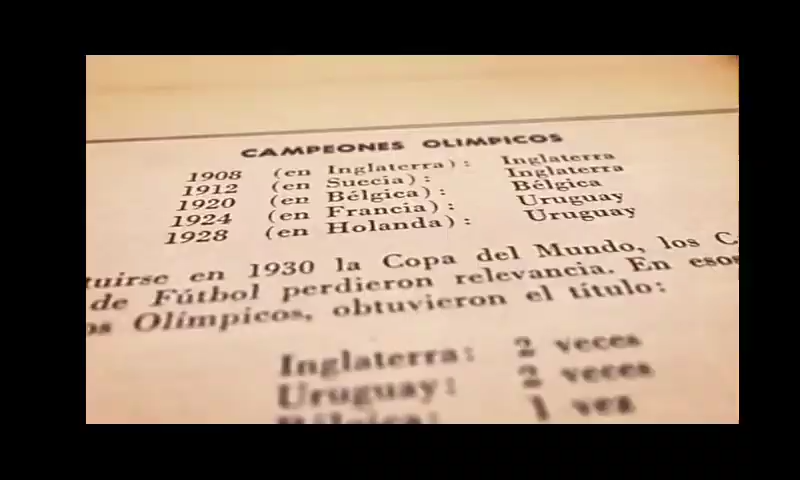 CAMPEONES OLIMPICOS
1908 (en Inglaterra): Inglaterra
1912 (en Suecia): Inglaterra
1920 (en Bélgica): Bélgica
1924 (en Francia): Uruguay
1928 (en Holanda): Uruguay
tuirse en 1930 la Copa del Mundo, los C
de Fútbol perdieron relevancia. En esos
os Olímpicos, obtuvieron el título:
Inglaterra: 2 veces
Uruguay: 2 veces
Bélgica: 1 vez